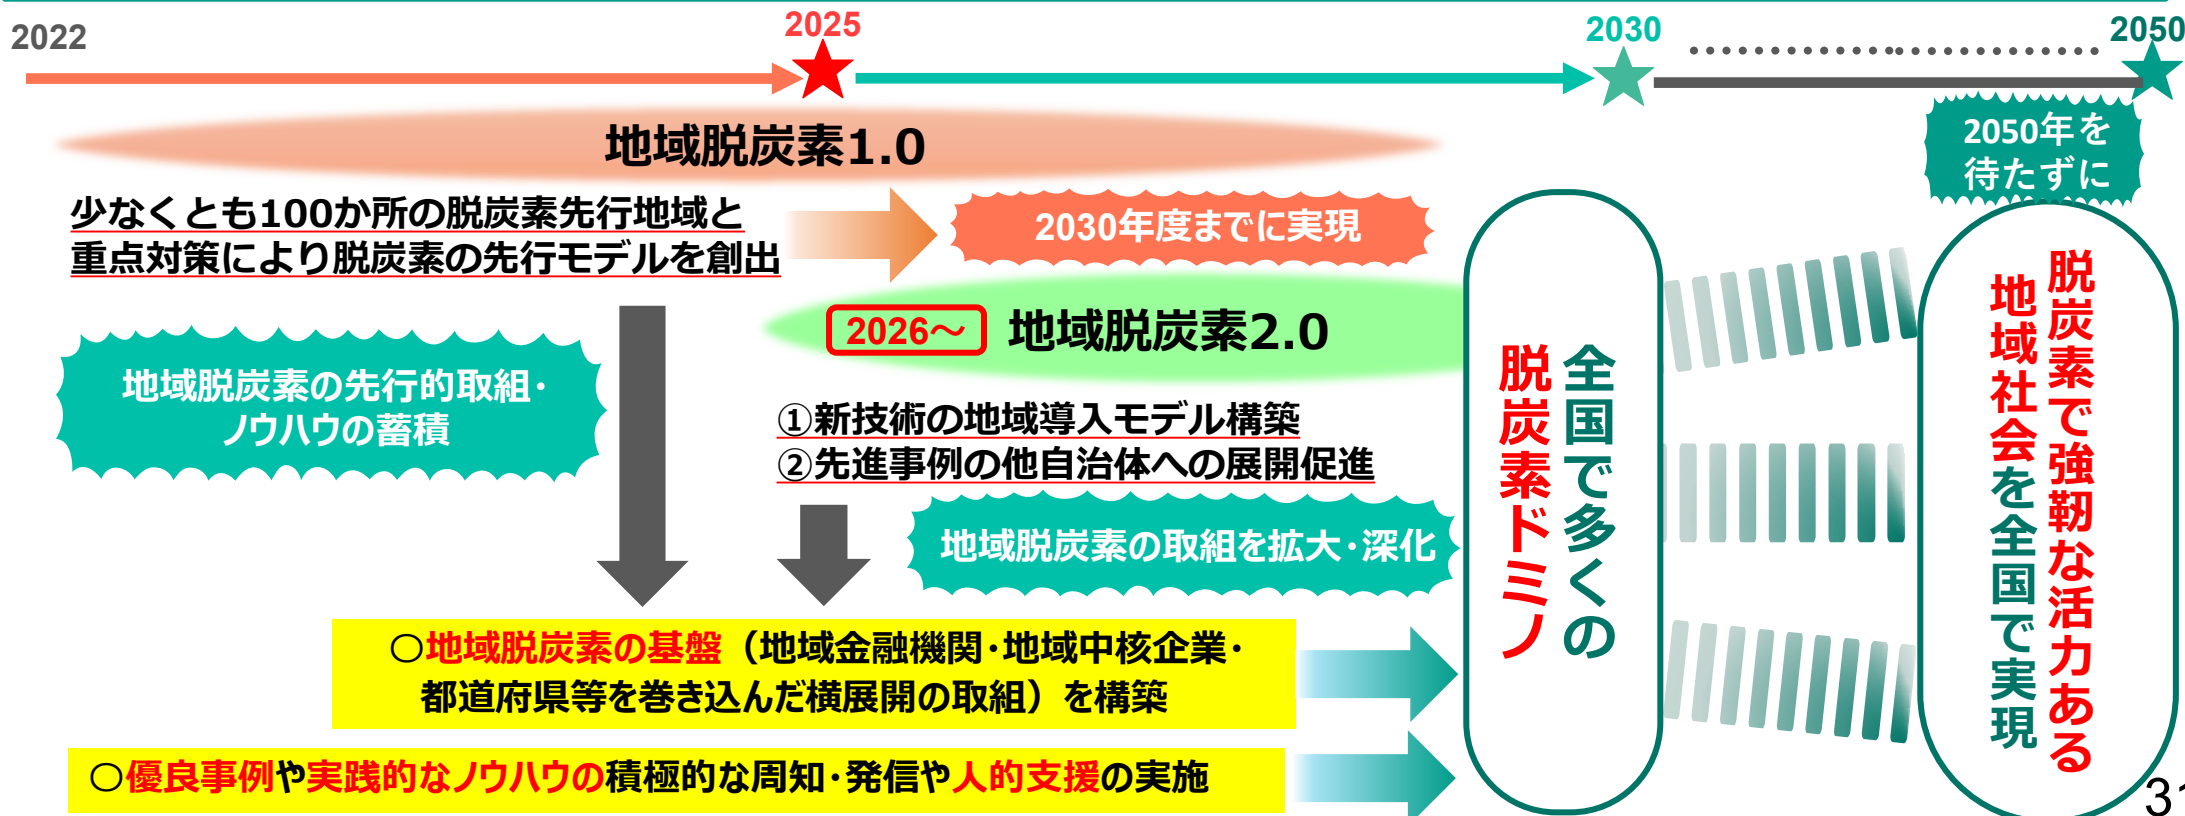 2022
2025
2030
2050
地域脱炭素1.0
2050年を
待たずに
少なくとも100か所の脱炭素先行地域と
重点対策により脱炭素の先行モデルを創出
2030年度までに実現
2026～
地域脱炭素2.0
地域脱炭素の先行的取組・
ノウハウの蓄積
①新技術の地域導入モデル構築
②先進事例の他自治体への展開促進
地域脱炭素の取組を拡大・深化
○地域脱炭素の基盤（地域金融機関・地域中核企業・
都道府県等を巻き込んだ横展開の取組）を構築
○優良事例や実践的なノウハウの積極的な周知・発信や人的支援の実施
全国で多くの
脱炭素ドミノ
脱炭素で強靭な活力ある
地域社会を全国で実現
31